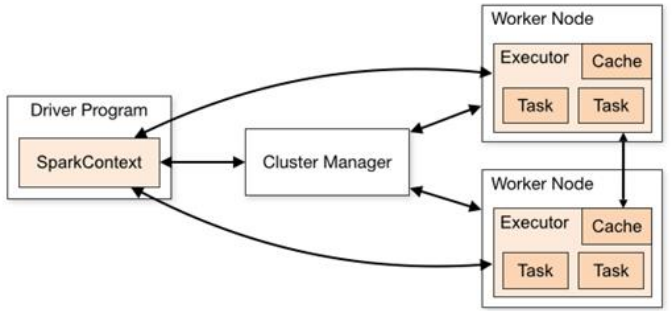 Driver Program
SparkContext
Cluster Manager
Worker Node
Executor
Cache
Task
Task
Worker Node
Executor
Cache
Task
Task